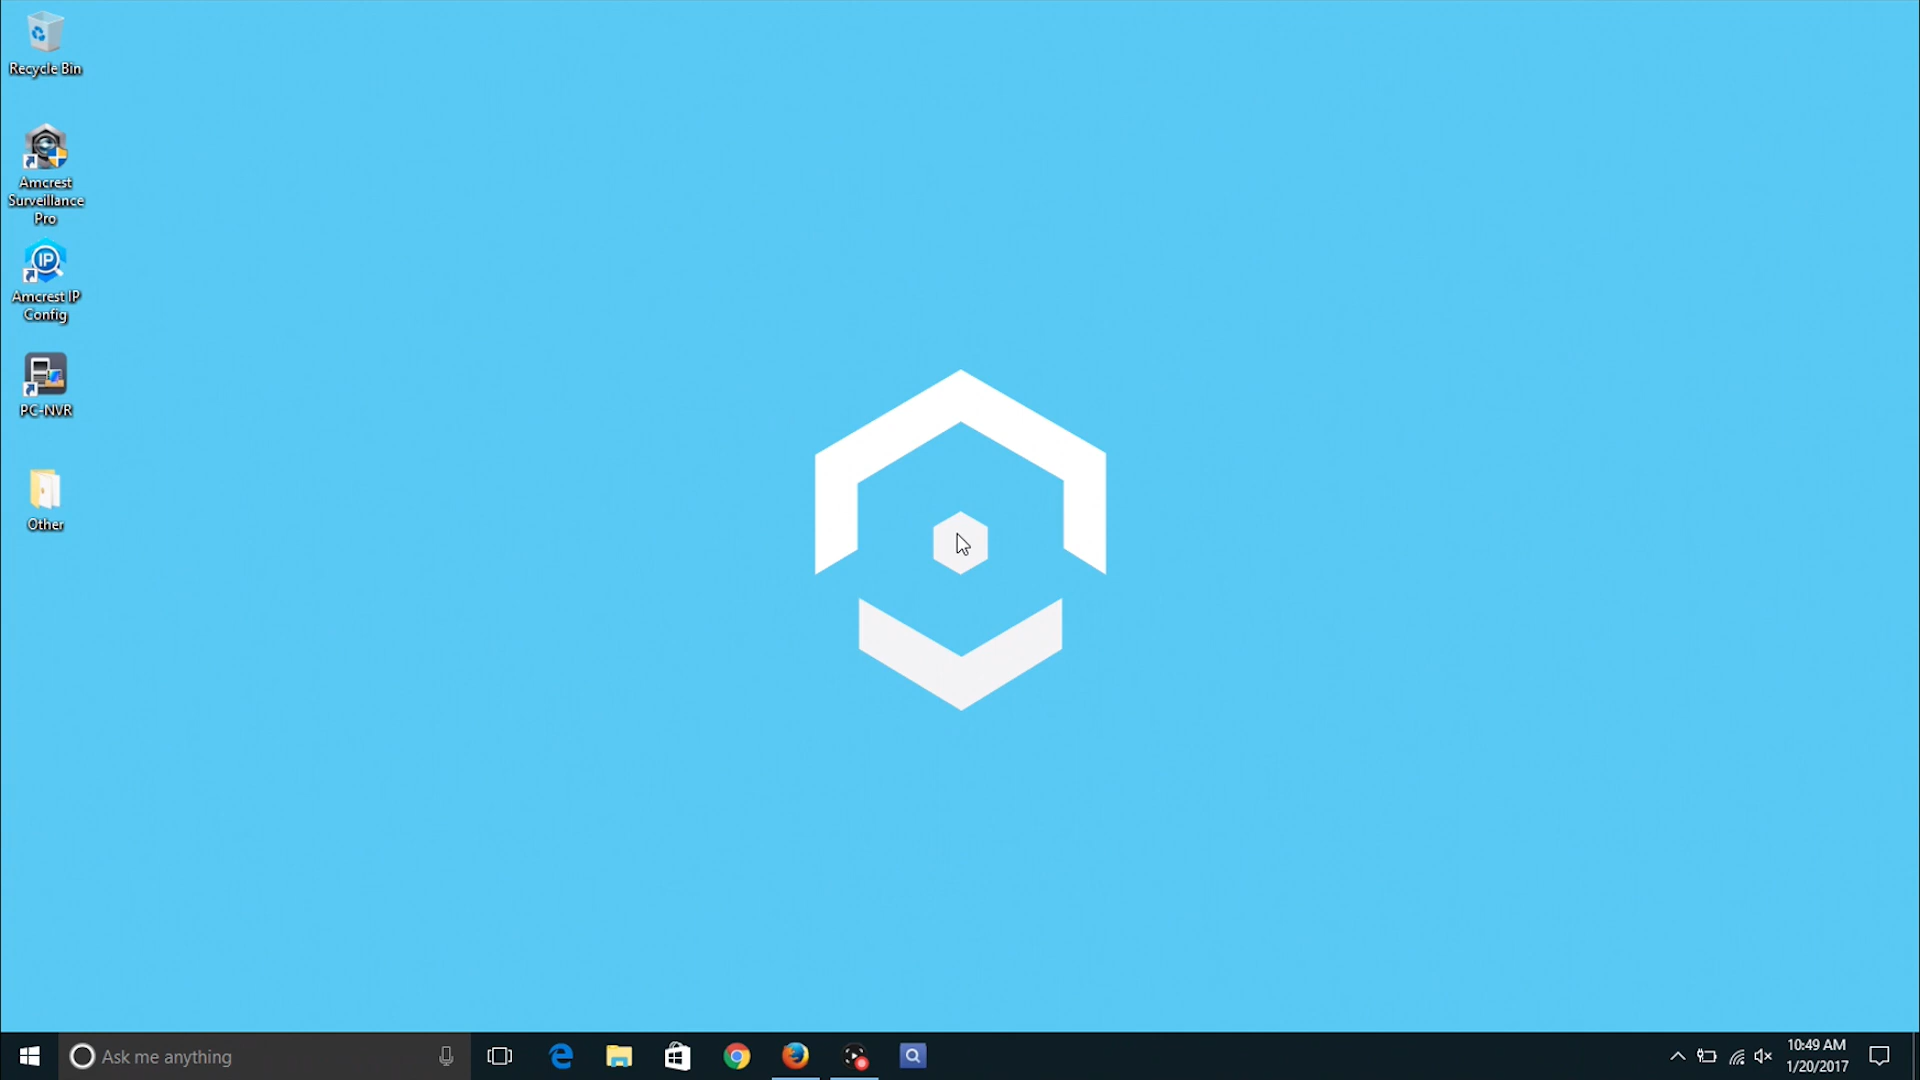 Recycle Bin
Amcrest
Surveillance
Pro
IP
Amcrest IP
Config
PC-NVR
Other
Ask me anything
10:49 AM
1/20/2017